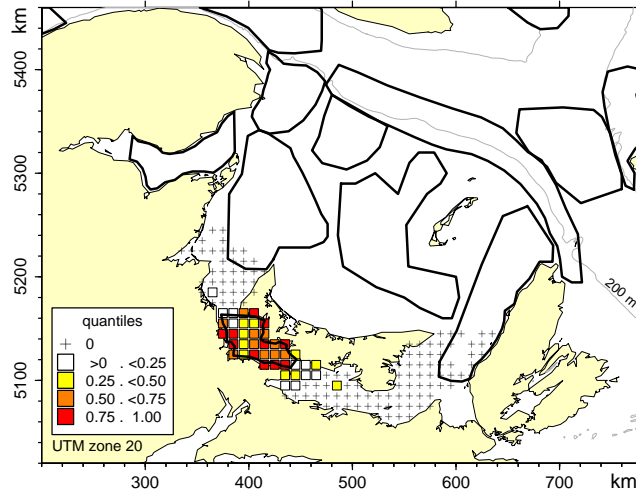 km
5400
5300
5200
5100
200 m
quantiles
0
>0 . <0.25
0.25 . <0.50
0.50 . <0.75
0.75 . 1.00
UTM zone 20
300 400 500 600 700 km